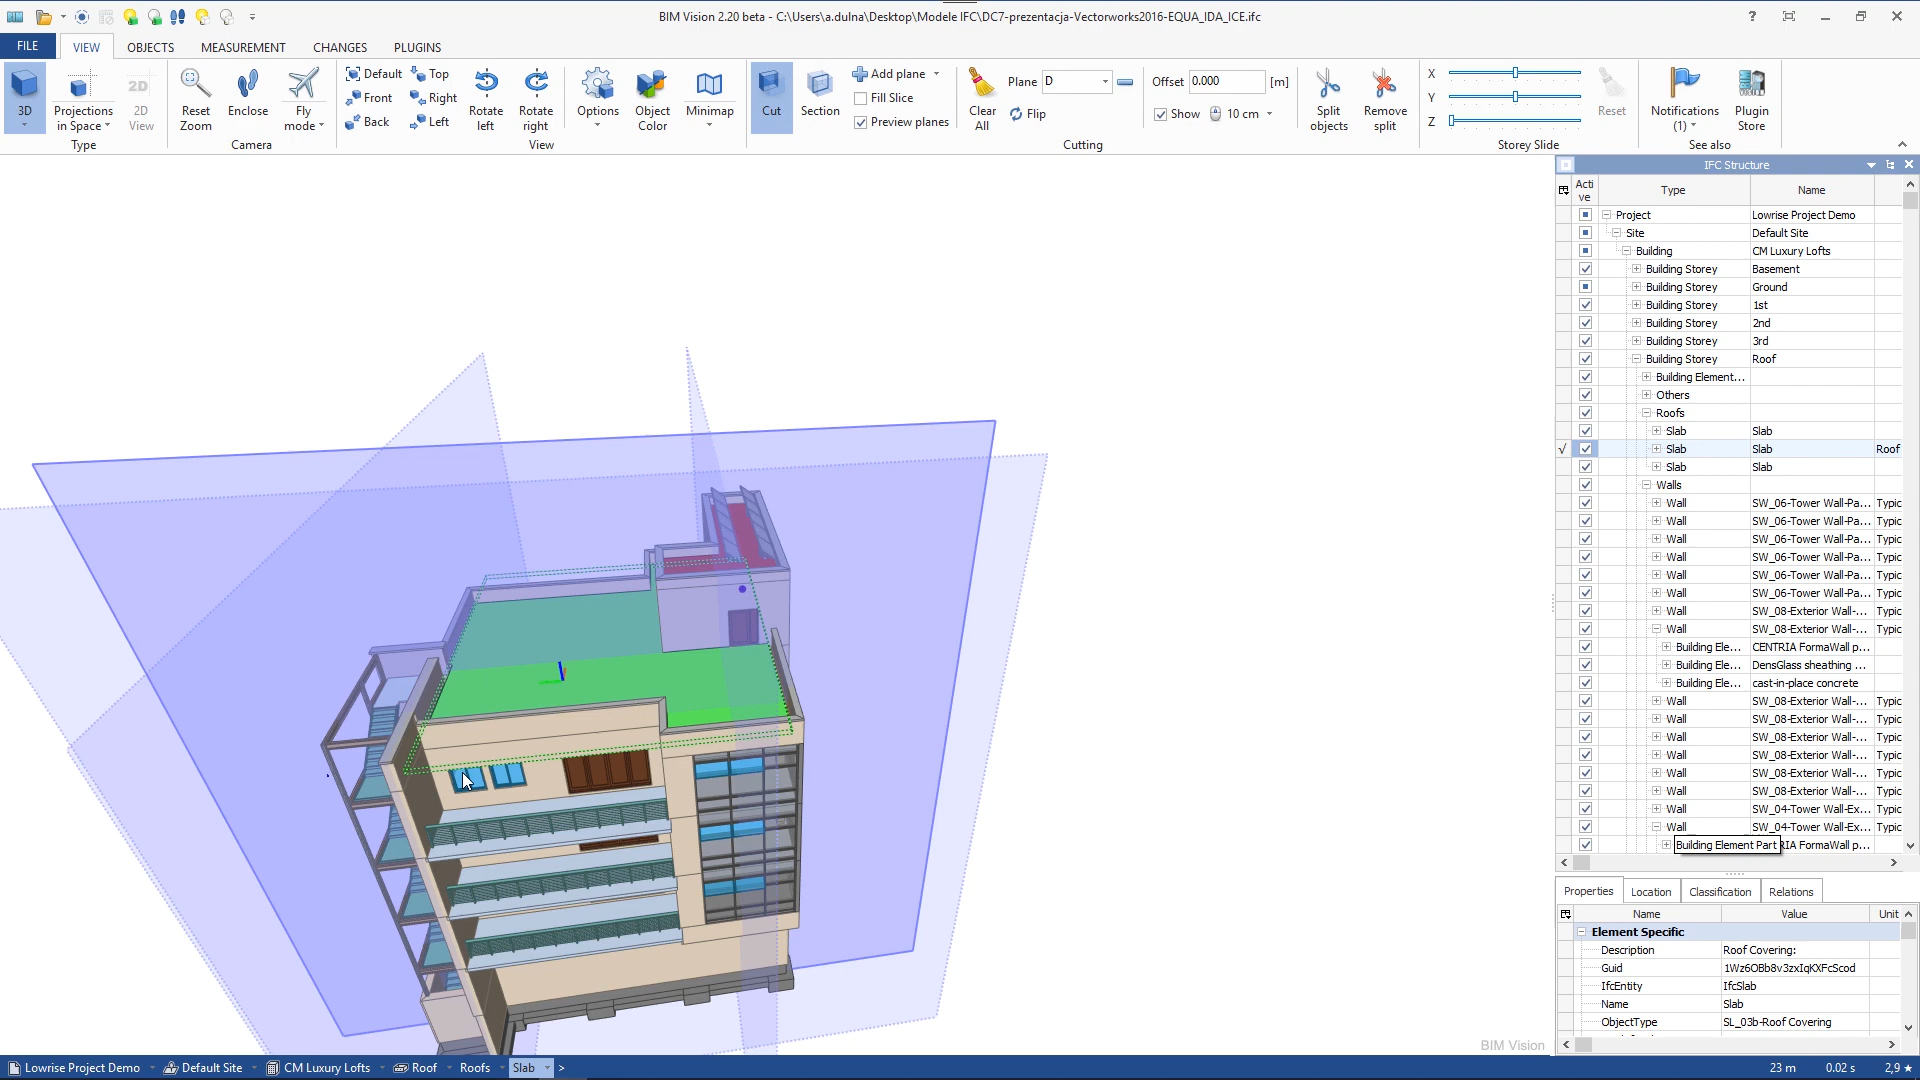 BIM Vision 2.20 beta - C:\Users\a.dulna\Desktop\Modele IFC\DC7-prezentacja-Vectorworks2016-EQUA_IDA_ICE.ifc
FILE VIEW OBJECTS MEASUREMENT CHANGES PLUGINS
3D
Projections in Space
2D View
Type
Reset Zoom
Enclose
Fly mode
Camera
Default
Front
Back
Top
Right
Left
Rotate left
Rotate right
Options
Object Color
Minimap
View
Cut
Section
Add plane
Fill Slice
Preview planes
Clear All
Plane D
Flip
Offset 0.000 [m]
Show 10 cm
Split objects
Remove split
Cutting
X
Y
Z
Reset
Storey Slide
Notifications (1)
Plugin Store
See also
IFC Structure
Active Type Name
Project Lowrise Project Demo
Site Default Site
Building CM Luxury Lofts
Building Storey Basement
Building Storey Ground
Building Storey 1st
Building Storey 2nd
Building Storey 3rd
Building Storey Roof
Building Element...
Others
Roofs
Slab Slab
Slab Slab Roof
Slab Slab
Walls
Wall SW_06-Tower Wall-Pa... Typic
Wall SW_06-Tower Wall-Pa... Typic
Wall SW_06-Tower Wall-Pa... Typic
Wall SW_06-Tower Wall-Pa... Typic
Wall SW_06-Tower Wall-Pa... Typic
Wall SW_06-Tower Wall-Pa... Typic
Wall SW_08-Exterior Wall-... Typic
Wall SW_08-Exterior Wall-... Typic
Building Ele... CENTRIA FormaWall p...
Building Ele... DensGlass sheathing ...
Building Ele... cast-in-place concrete
Wall SW_08-Exterior Wall-... Typic
Wall SW_08-Exterior Wall-... Typic
Wall SW_08-Exterior Wall-... Typic
Wall SW_08-Exterior Wall-... Typic
Wall SW_08-Exterior Wall-... Typic
Wall SW_08-Exterior Wall-... Typic
Wall SW_04-Tower Wall-Ex... Typic
Wall SW_04-Tower Wall-Ex... Typic
Building Element Part RIA FormaWall p...
Properties Location Classification Relations
Name Value Unit
Element Specific
Description Roof Covering:
Guid 1Wz6OBb8v3zxIqKXFcScod
IfcEntity IfcSlab
Name Slab
ObjectType SL_03b-Roof Covering
BIM Vision
Lowrise Project Demo Default Site CM Luxury Lofts Roof Roofs Slab >
23 m 0.02 s 2,9 ★